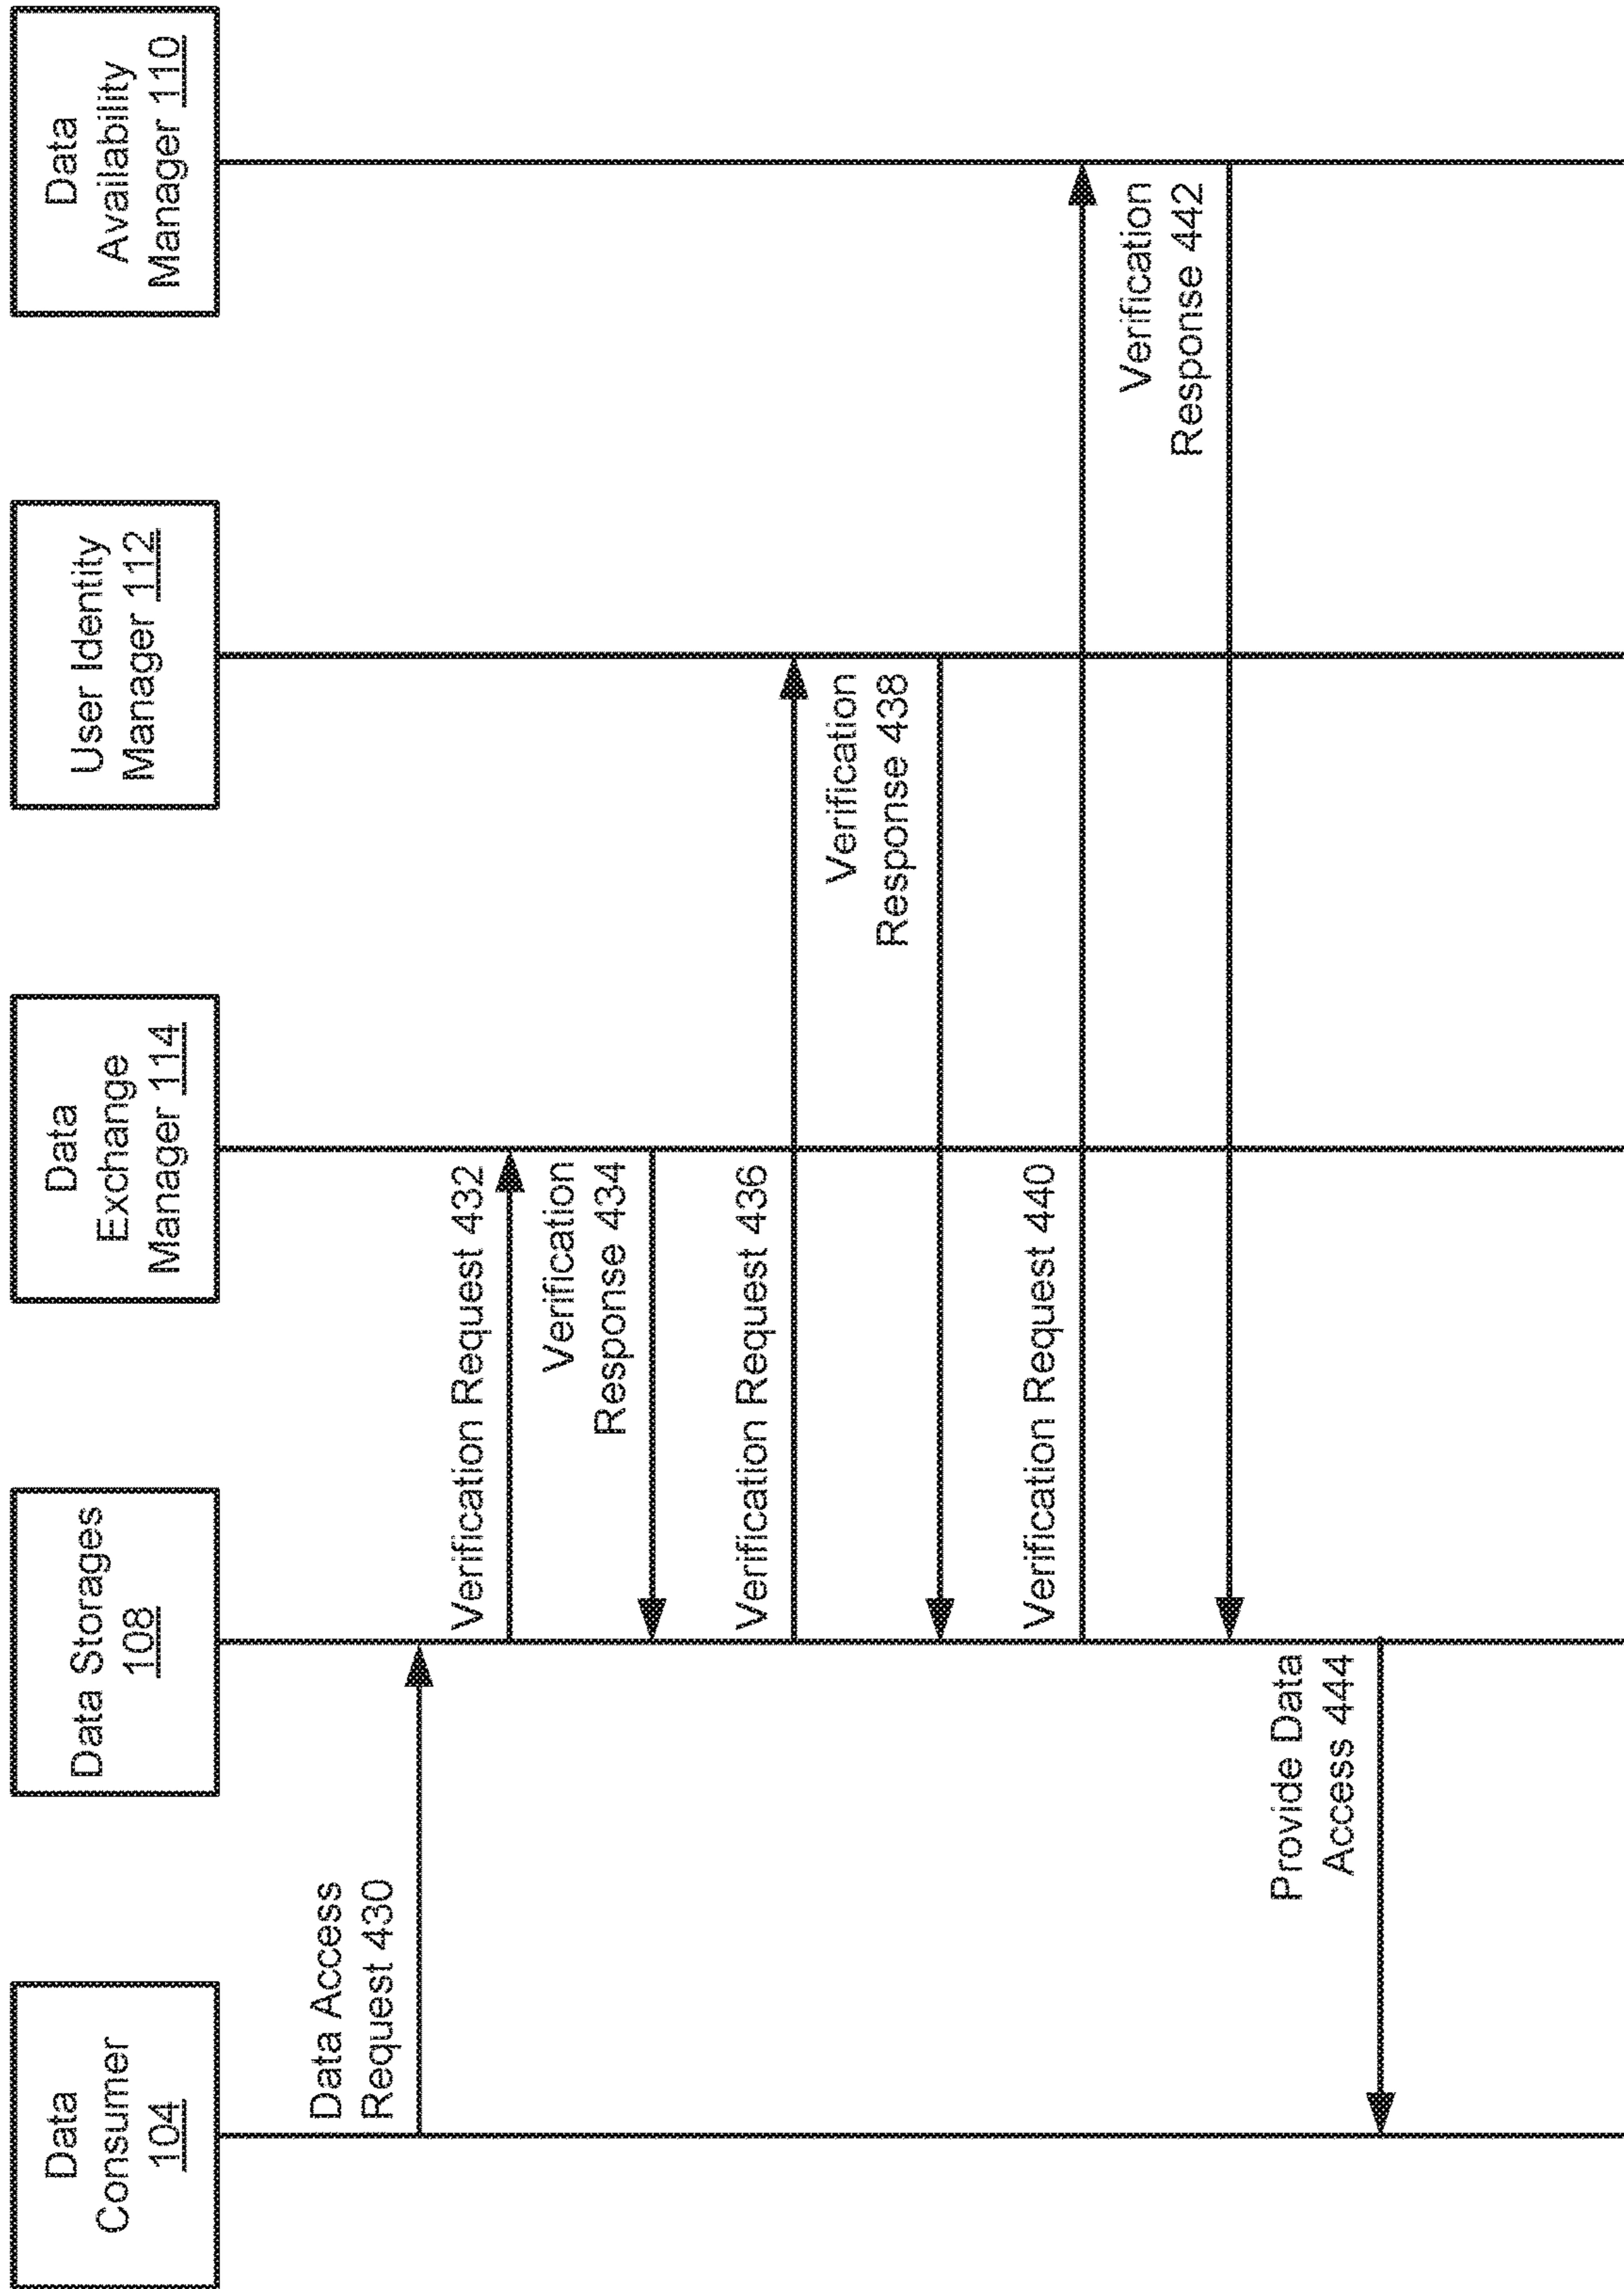 Data
Consumer
104
Data Storages
108
Data
Exchange
Manager 114
User Identity
Manager 112
Data
Availability
Manager 110
Data Access
Request 430
Verification Request 432
Verification
Response 434
Verification Request 436
Verification
Response 438
Verification Request 440
Verification
Response 442
Provide Data
Access 444